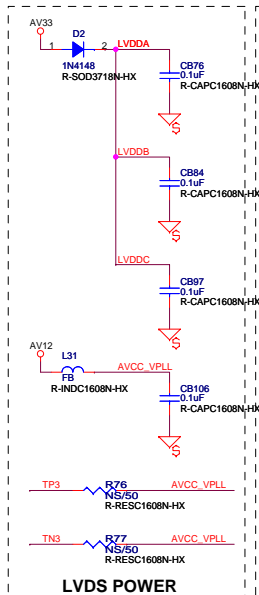 AV33
D2
1 2 LVDDA
1N4148
R-SOD3718N-HX
CB76
0.1uF
R-CAPC1608N-HX
S
LVDDB
CB84
0.1uF
R-CAPC1608N-HX
S
LVDDC
CB97
0.1uF
R-CAPC1608N-HX
S
AV12
L31
AVCC_VPLL
FB
R-INDC1608N-HX
CB106
0.1uF
R-CAPC1608N-HX
S
TP3 R76 AVCC_VPLL
NS/50
R-RESC1608N-HX
TN3 R77 AVCC_VPLL
NS/50
R-RESC1608N-HX
LVDS POWER